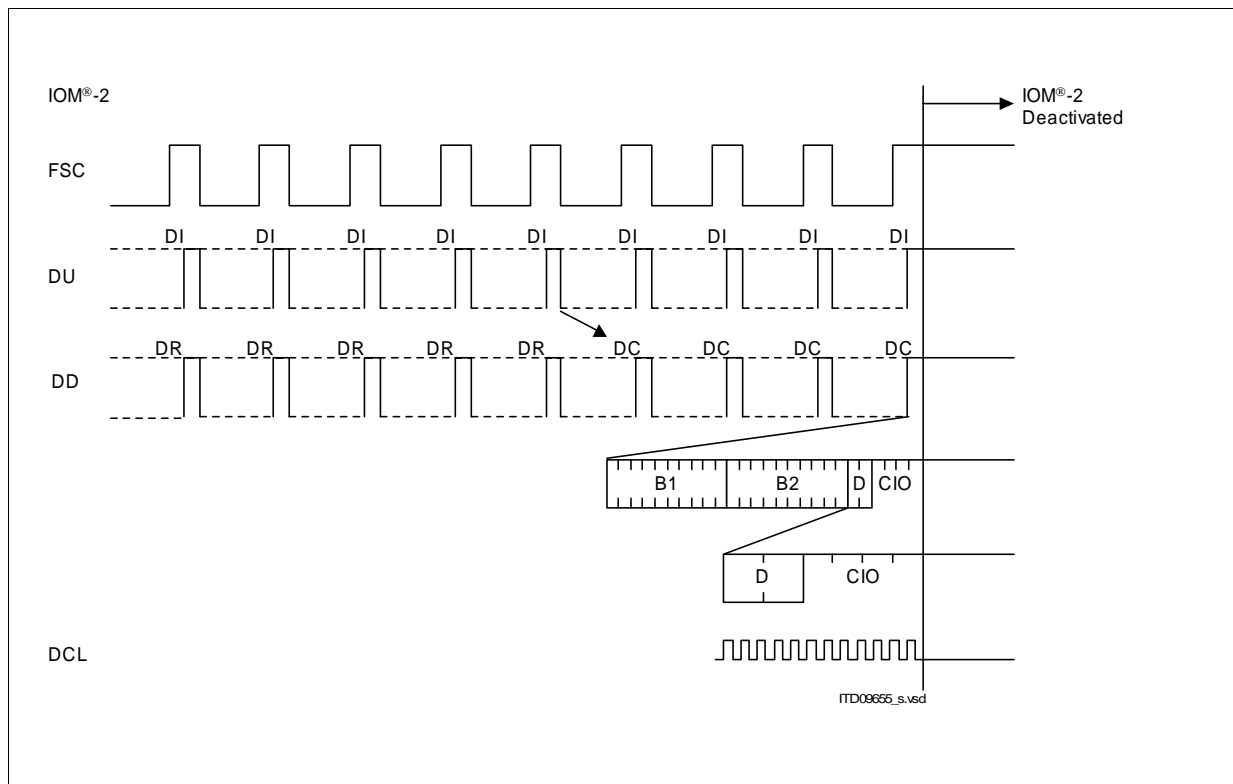 IOM®-2
IOM®-2
Deactivated
FSC
DI DI DI DI DI DI DI DI DI
DU
DR DR DR DR DR DC DC DC DC
DD
B1 B2 D CIO
D CIO
DCL
ITD09655_s.vsd